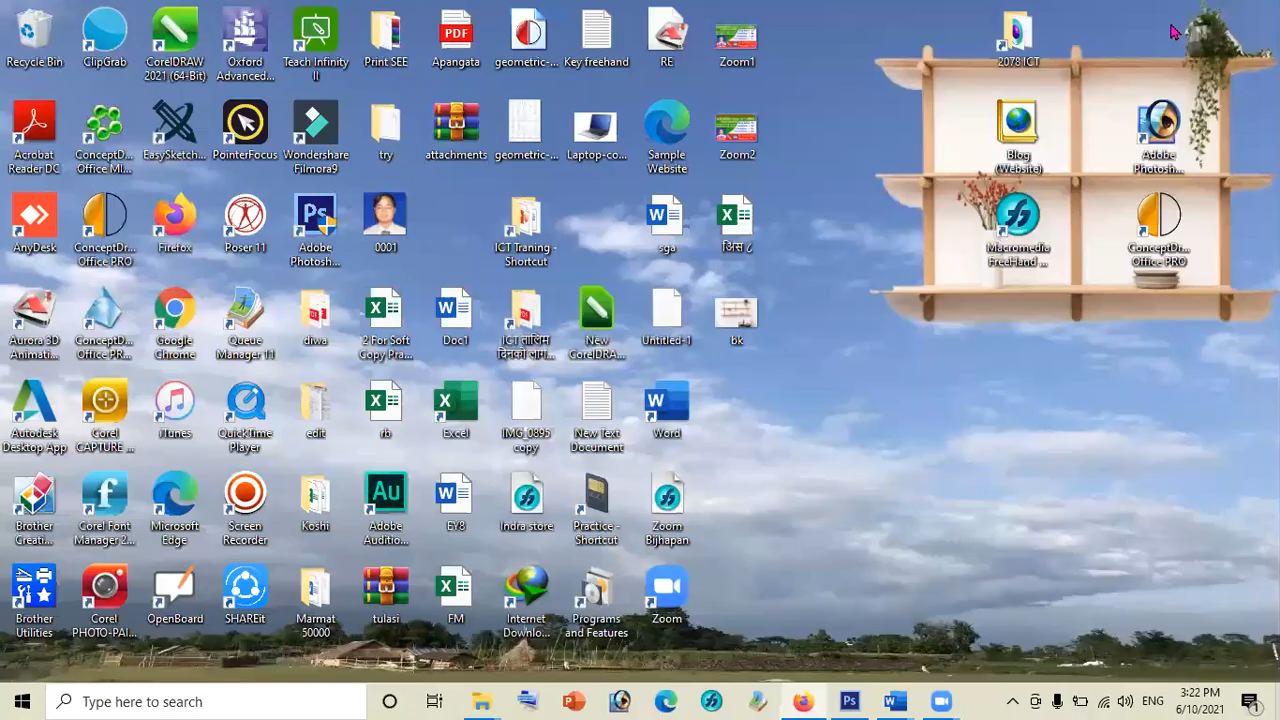 Recycle Bin
ClipGrab
CorelDRAW
2021 (64-Bit)
Oxford
Advanced...
Teach Infinity
II
Print SEE
PDF
Apangata
geometric-...
Key freehand
RE
Zoom1
2078 ICT
Acrobat
Reader DC
ConceptD...
Office MI...
EasySketch...
PointerFocus
Wondershare
Filmora9
try
attachments
geometric-...
Laptop-co...
Sample
Website
Zoom2
Blog
(Website)
Adobe
Photosh...
AnyDesk
ConceptDr...
Office PRO
Firefox
Poser 11
Ps
Adobe
Photosh...
0001
ICT Traning -
Shortcut
sga
Macromedia
FreeHand ...
ConceptDr...
Office PRO
Aurora 3D
Animati...
ConceptD...
Office PR...
Google
Chrome
Queue
Manager 11
diwa
2 For Soft
Copy Pra...
Doc1
New
CorelDRA...
Untitled-1
bk
Autodesk
Desktop App
Corel
CAPTURE ...
iTunes
QuickTime
Player
edit
rb
Excel
IMG_0895
copy
New Text
Document
Word
Brother
Creati...
Corel Font
Manager 2...
Microsoft
Edge
Screen
Recorder
Koshi
Au
Adobe
Auditio...
EY8
Indra store
Practice -
Shortcut
Zoom
Bijhapan
Brother
Utilities
Corel
PHOTO-PAI...
OpenBoard
SHAREit
Marmat
50000
tulasi
FM
Internet
Downlo...
Programs
and Features
Zoom
Type here to search
ENG
3:22 PM
6/10/2021